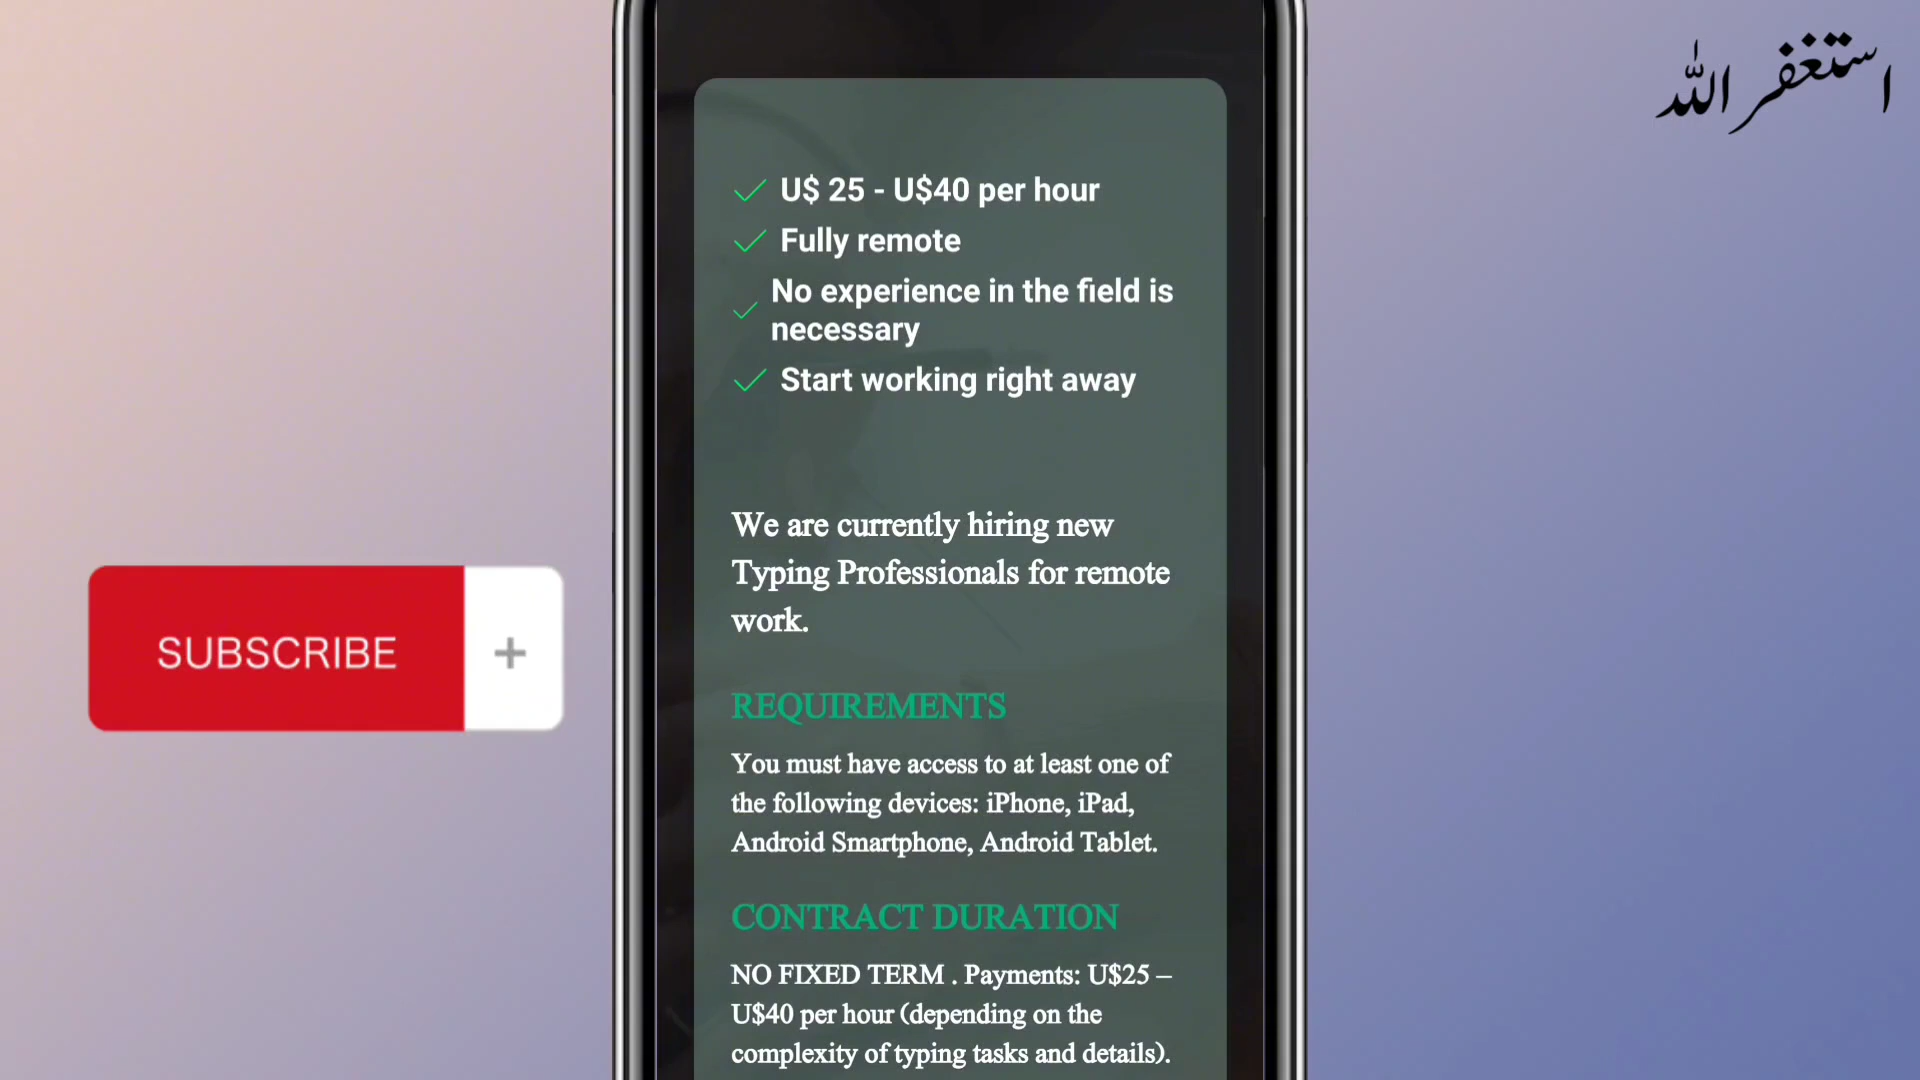 استغفر الله
U$ 25 - U$40 per hour
Fully remote
No experience in the field is
necessary
Start working right away
We are currently hiring new
Typing Professionals for remote
work.
REQUIREMENTS
You must have access to at least one of
the following devices: iPhone, iPad,
Android Smartphone, Android Tablet.
CONTRACT DURATION
NO FIXED TERM . Payments: U$25 –
U$40 per hour (depending on the
complexity of typing tasks and details).
SUBSCRIBE +